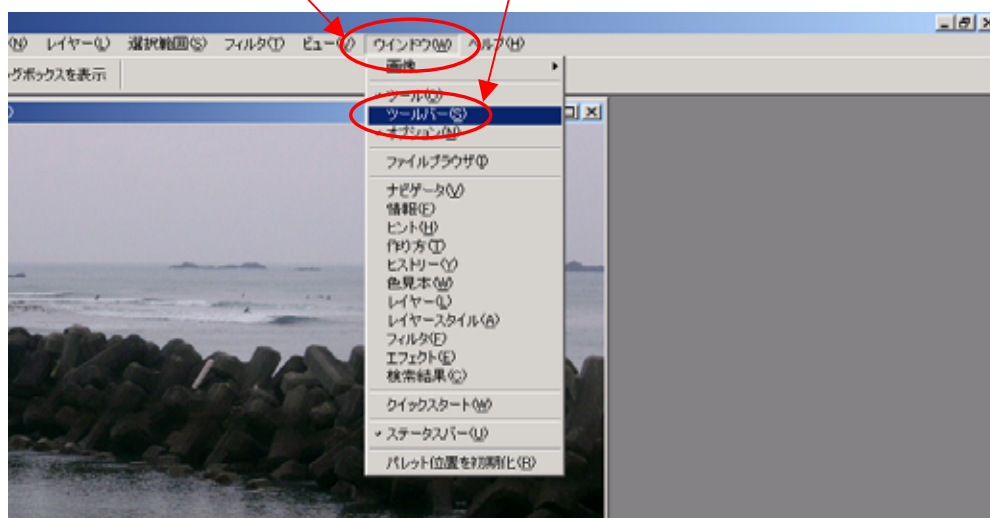 (N) レイヤー(L) 選択範囲(S) フィルタ(T) ビュー(V) ウインドウ(W) ヘルプ(H)
グボックスを表示
画像
✓ ツール(O)
ツールバー(S)
✓ オプション(N)
ファイルブラウザ(I)
ナビゲータ(V)
情報(F)
ヒント(H)
作り方(T)
ヒストリー(Y)
色見本(W)
レイヤー(L)
レイヤースタイル(A)
フィルタ(F)
エフェクト(E)
検索結果(C)
クイックスタート(W)
✓ ステータスバー(U)
パレット位置を初期化(R)